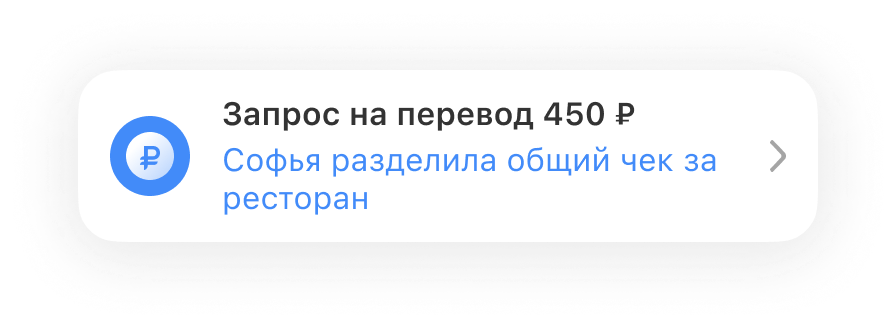 Запрос на перевод 450 ₽
Софья разделила общий чек за
ресторан